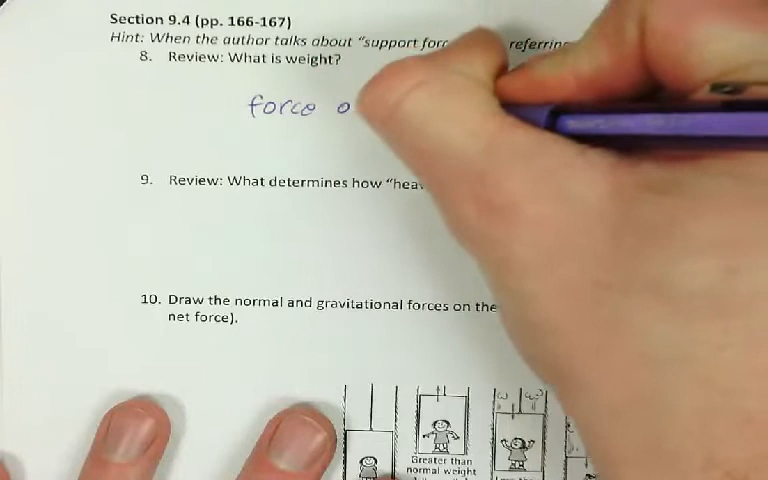 Section 9.4 (pp. 166-167)
Hint: When the author talks about "support forc referrin
8. Review: What is weight?
force o
9. Review: What determines how "heav
10. Draw the normal and gravitational forces on the
net force).
Greater than
normal weight